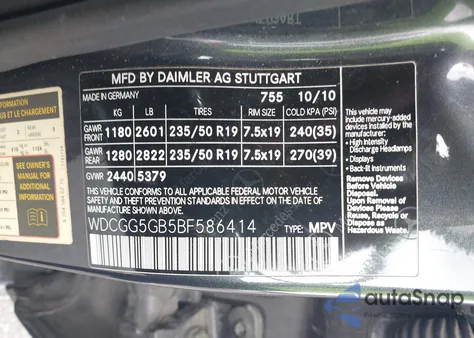 MFD BY DAIMLER AG STUTTGART
MADE IN GERMANY 755 10/10
KG LB TIRES RIM SIZE COLD KPA (PSI)
GAWR FRONT 1180 2601 235/50 R19 7.5x19 240(35)
GAWR REAR 1280 2822 235/50 R19 7.5x19 270(39)
GVWR 2440 5379
THIS VEHICLE CONFORMS TO ALL APPLICABLE FEDERAL
MOTOR VEHICLE SAFETY, BUMPER, AND THEFT
PREVENTION STANDARDS IN EFFECT ON THE DATE OF
MANUFACTURE SHOWN ABOVE.
WDCGG5GB5BF586414 TYPE: MPV
This vehicle may
include mercury-added
devices installed by the
manufacturer:
• High Intensity
Discharge Headlamps
• Displays
• Back-lit Instruments
Remove Devices
Before Vehicle
Disposal.
Upon Removal of
Devices Please
Reuse, Recycle or
Dispose as
Hazardous Waste.
INFORMATION
ET LE CHARGEMENT
SEE OWNER'S
MANUAL FOR
ADDITIONAL
INFORMATION
autoSnap